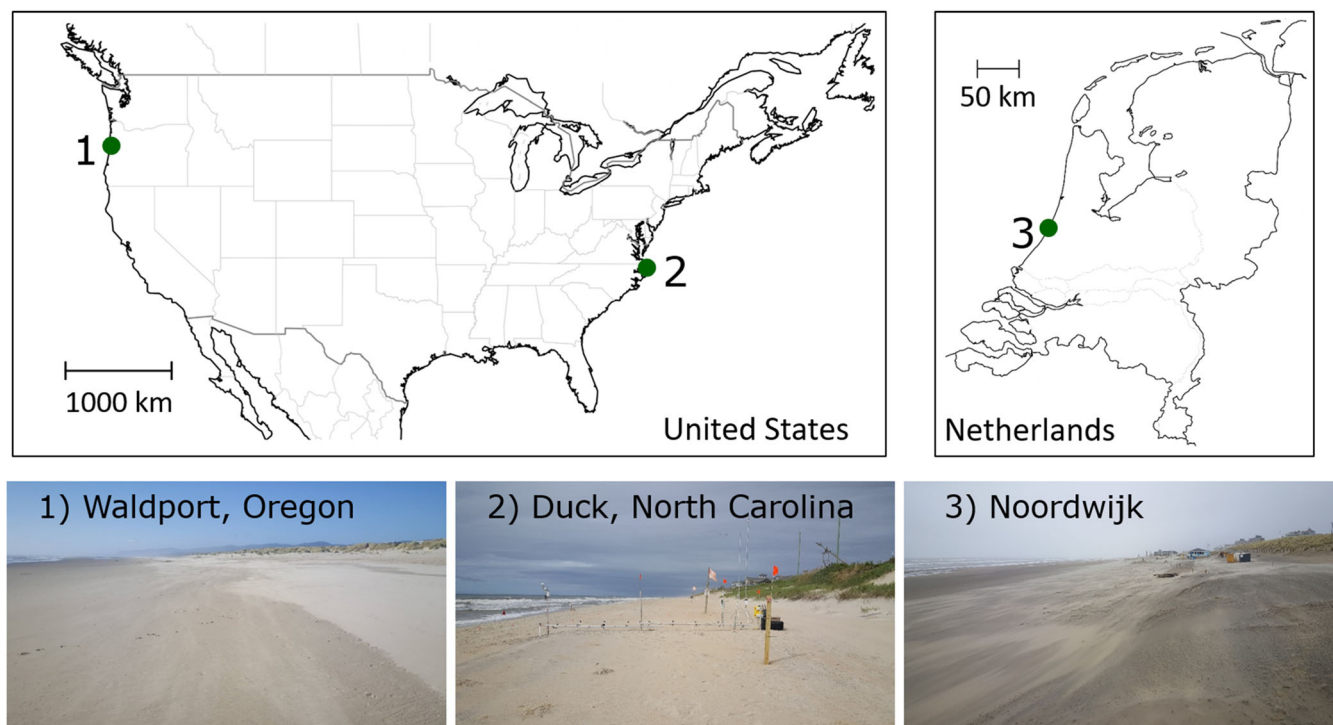 1
2
1000 km
United States
50 km
3
Netherlands
1) Waldport, Oregon
2) Duck, North Carolina
3) Noordwijk